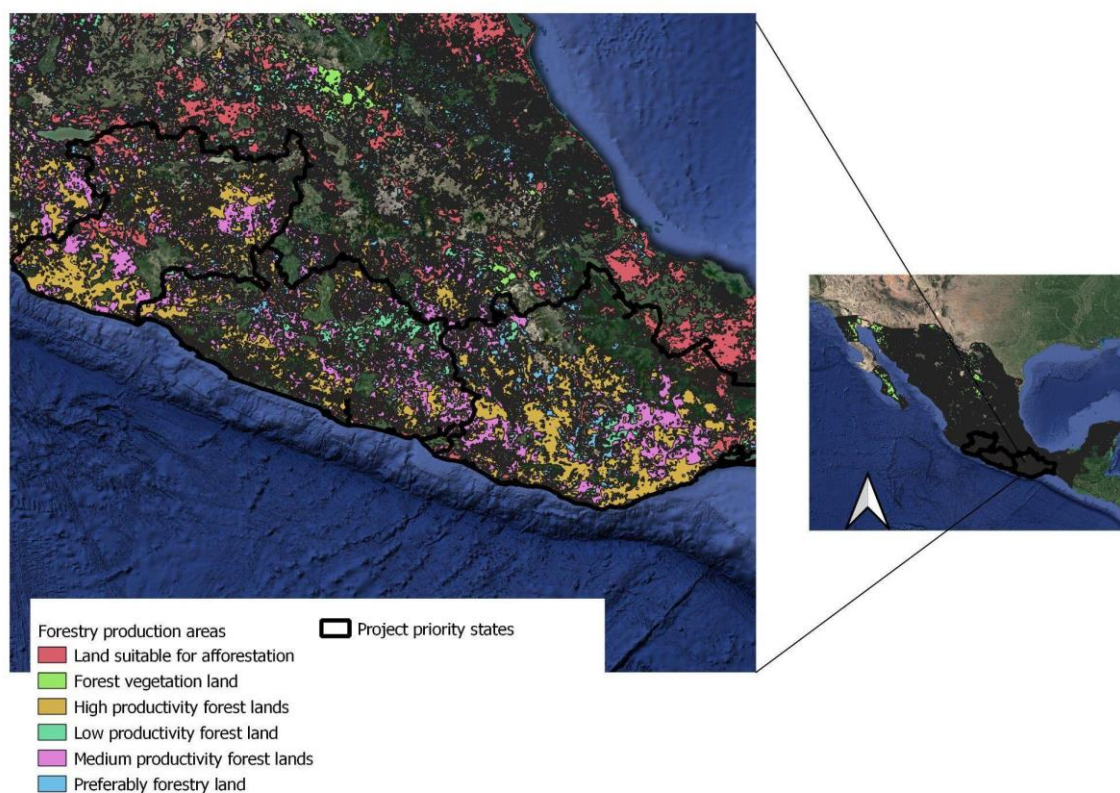 Forestry production areas
Project priority states
Land suitable for afforestation
Forest vegetation land
High productivity forest lands
Low productivity forest land
Medium productivity forest lands
Preferably forestry land